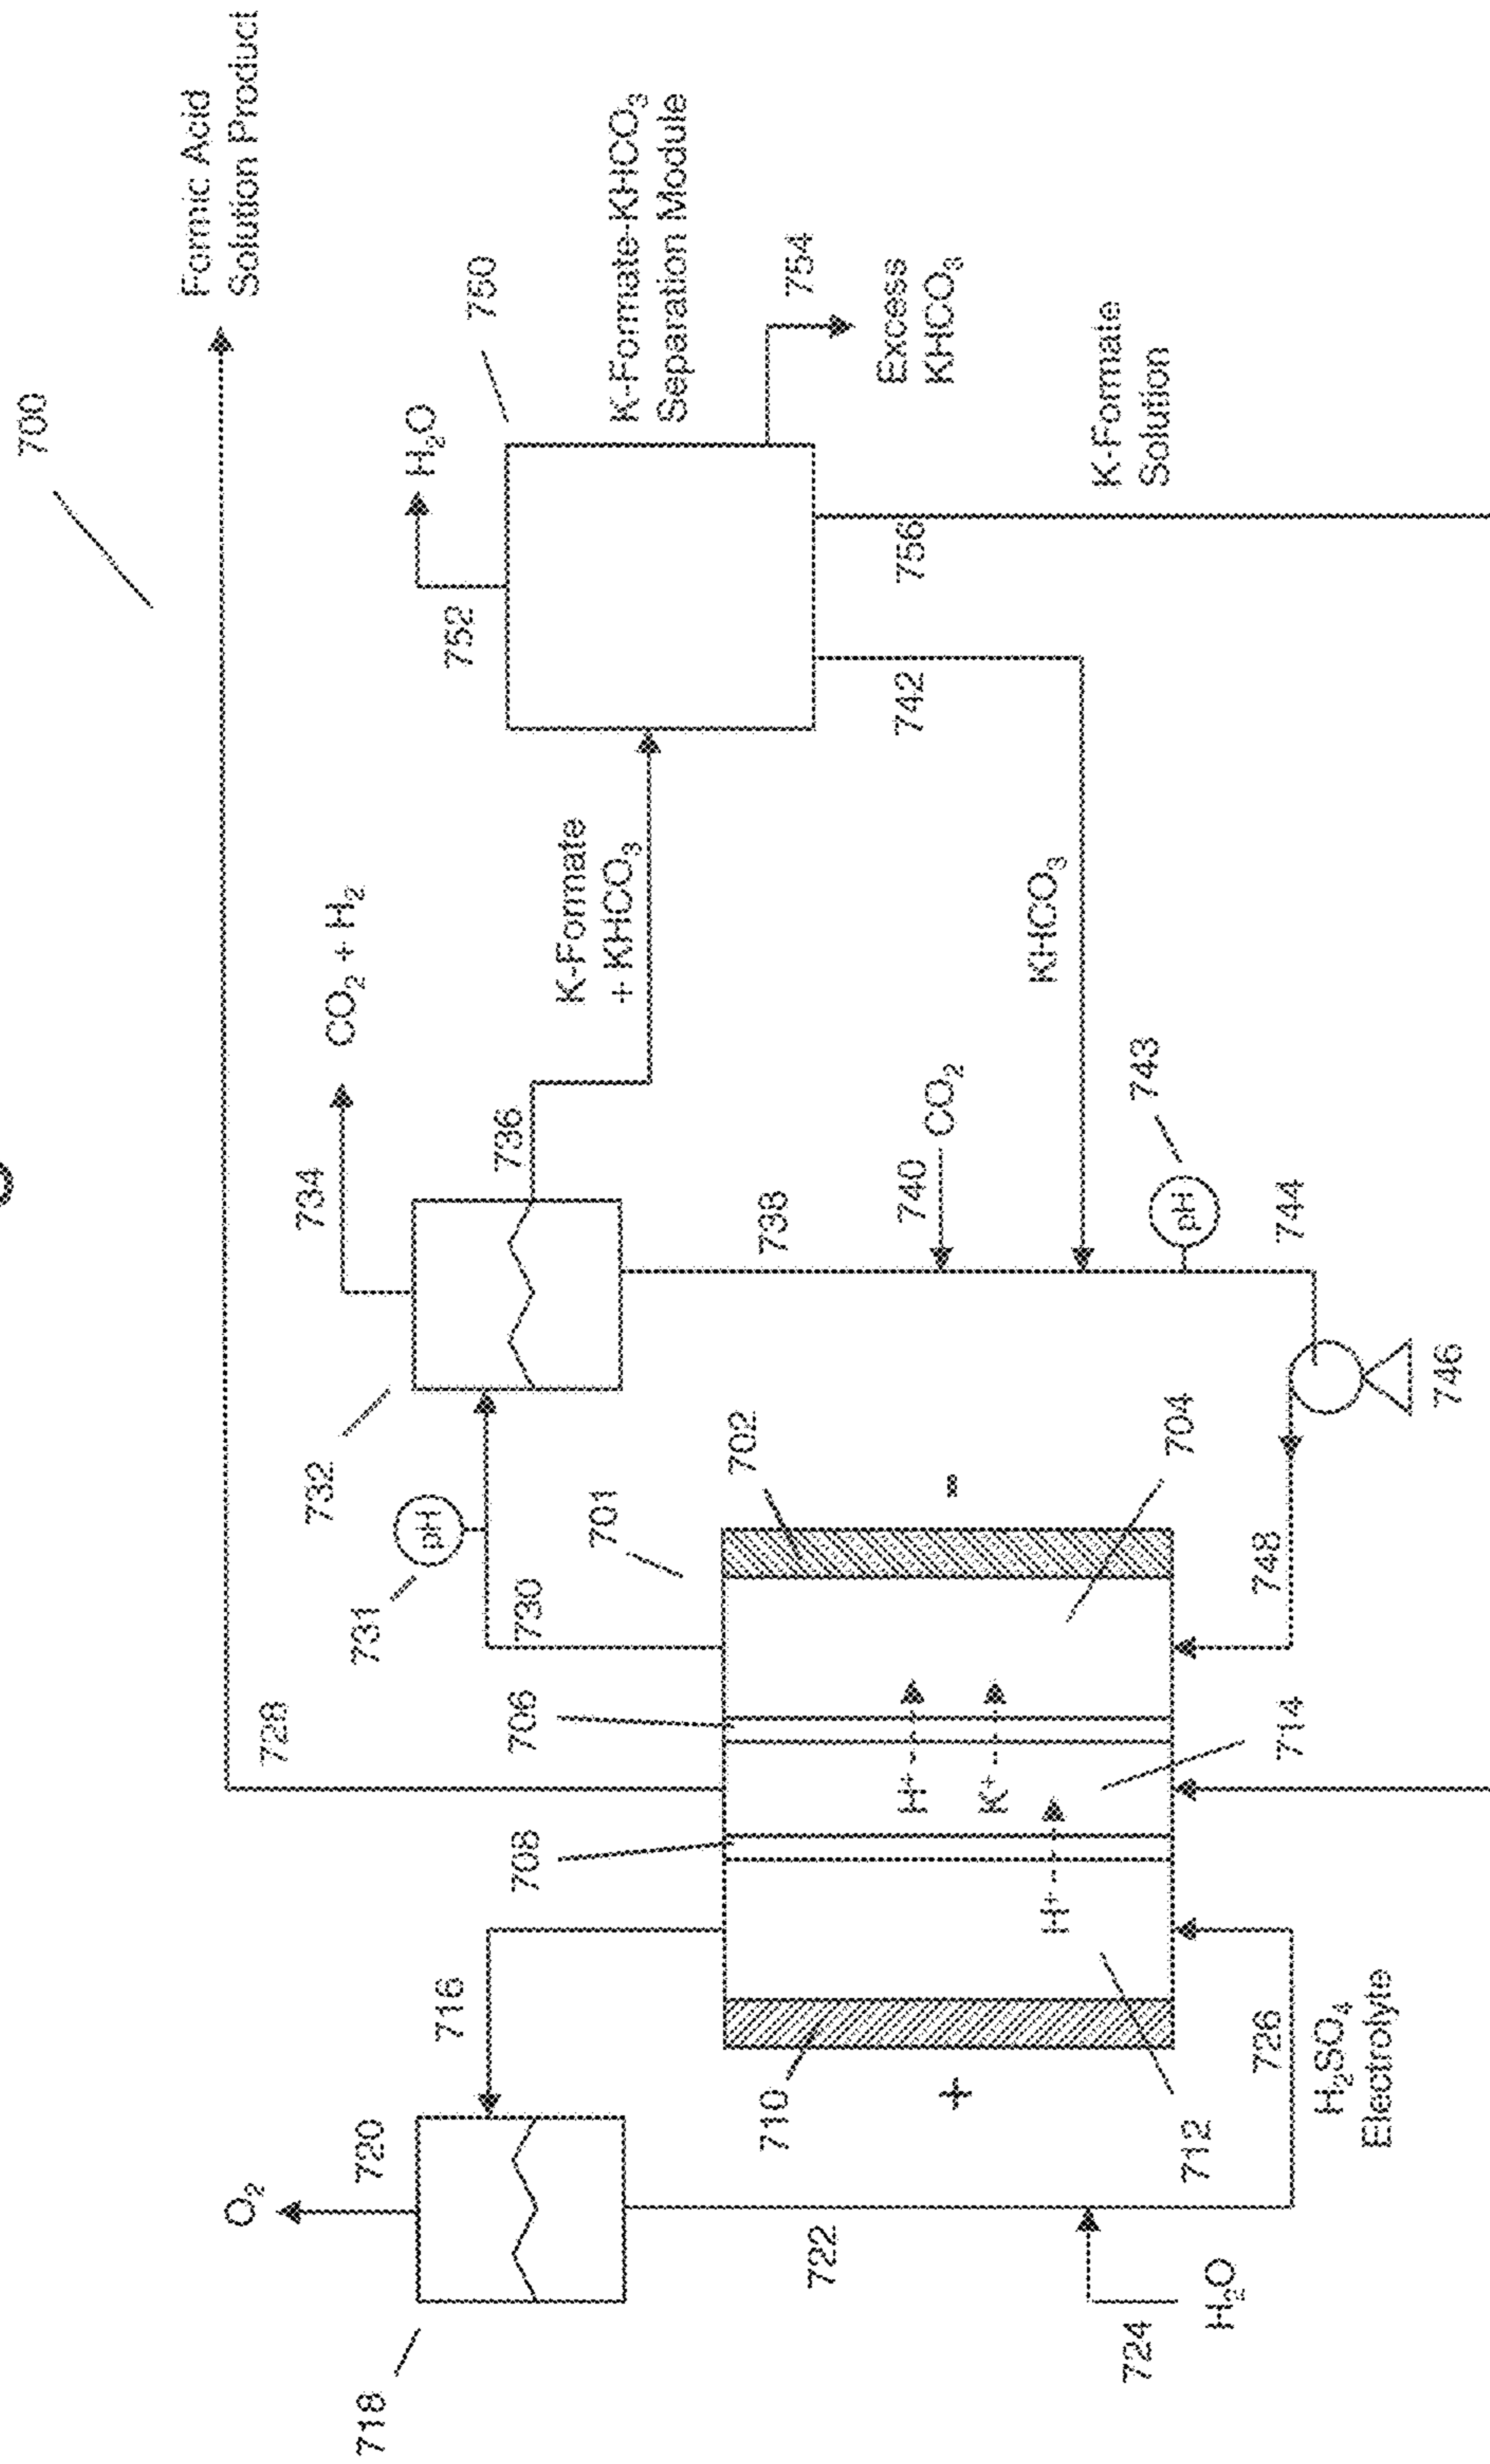 700
Formic Acid
Solution Product
728
O2
720
718
716
722
724
H2O
726
H2SO4
Electrolyte
710
+
712
708
706
H+
H+
K+
714
701
702
-
704
730
731
pH
732
734
CO2 + H2
736
K-Formate
+ KHCO3
738
740
CO2
KHCO3
743
pH
744
746
748
742
752
H2O
750
K-Formate-KHCO3
Separation Module
754
Excess
KHCO3
756
K-Formate
Solution